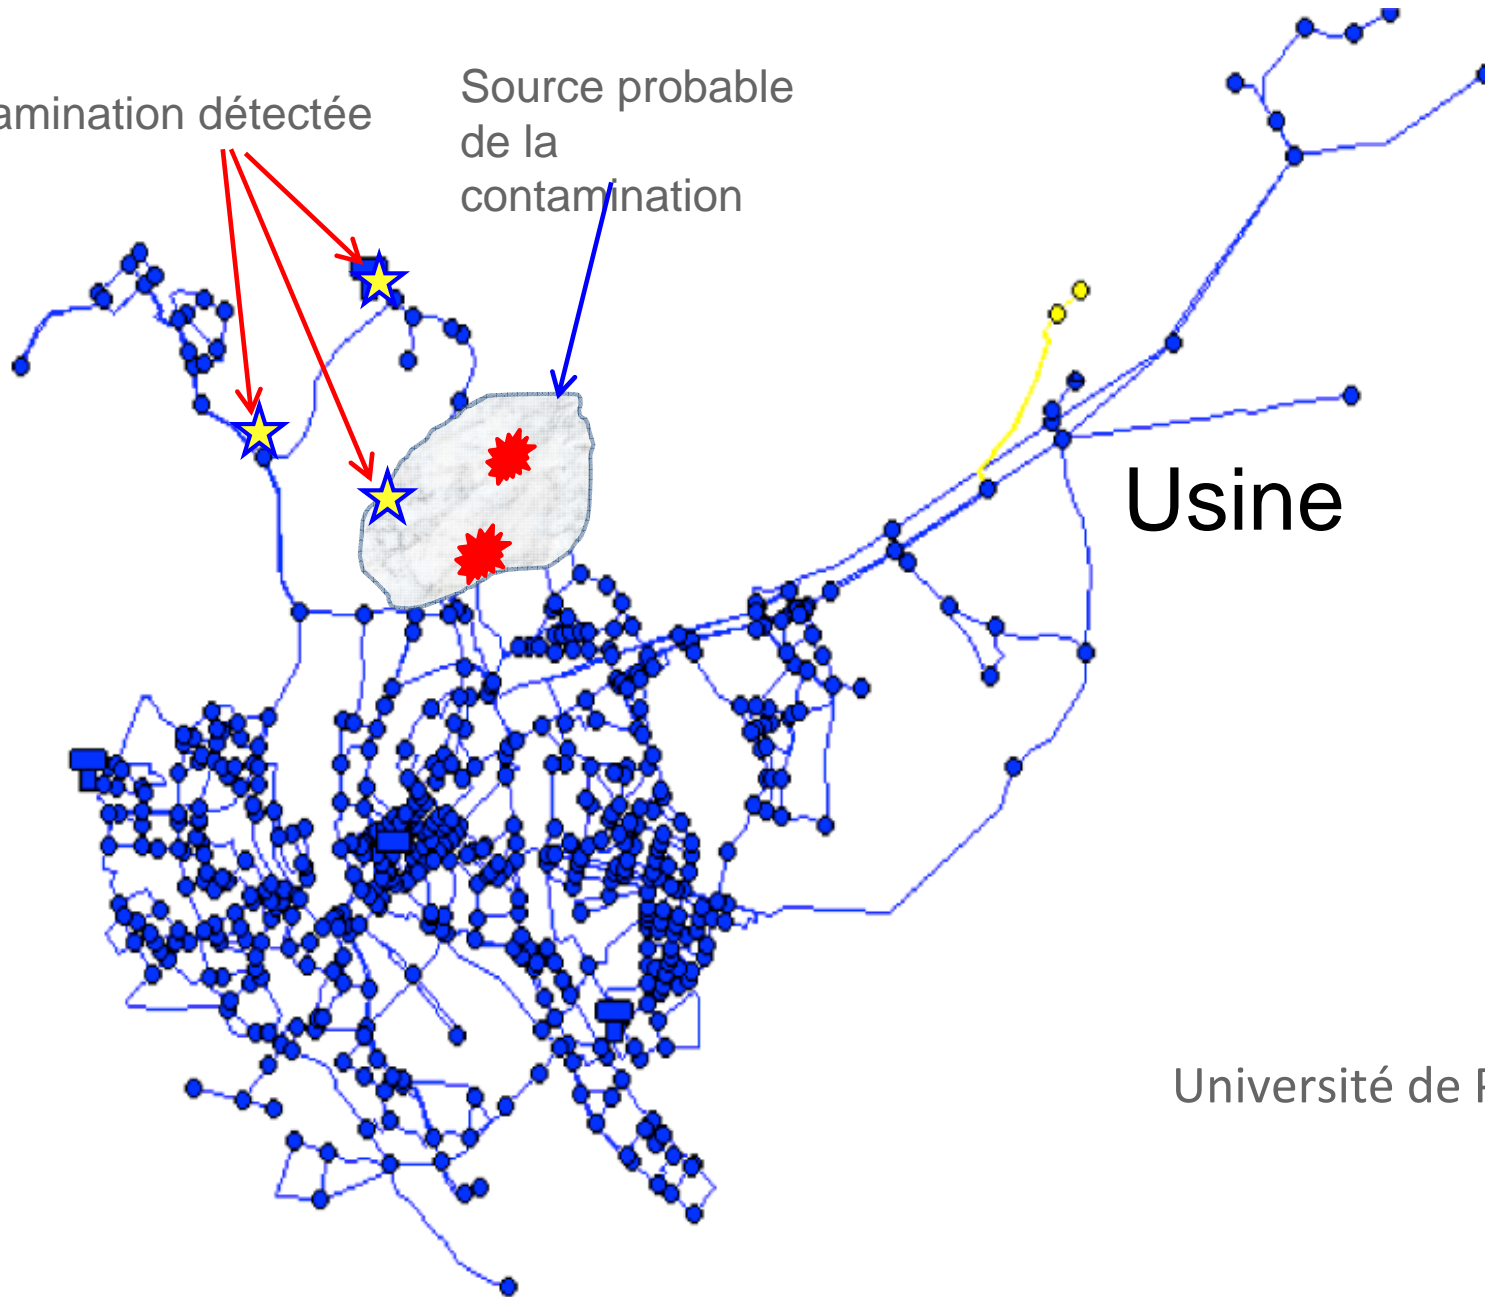 amination détectée
Source probable
de la
contamination
Usine
Université de